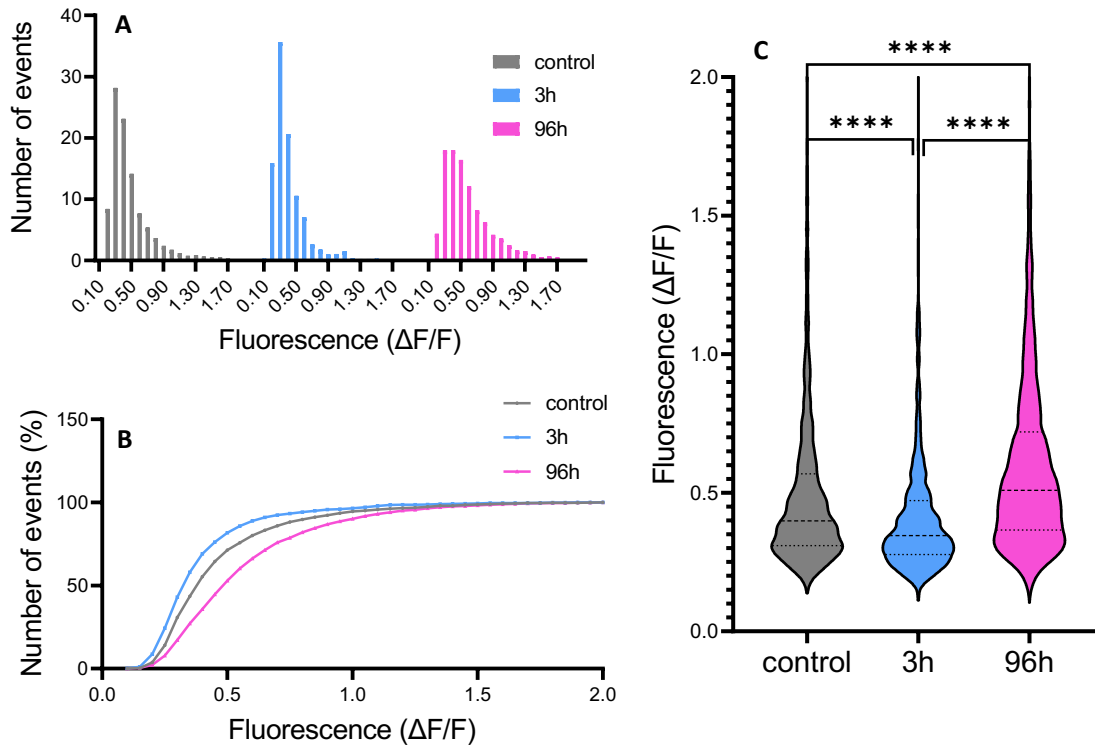 A
Number of events
40
30
20
10
0
control
3h
96h
0.10 0.50 0.90 1.30 1.70 0.10 0.50 0.90 1.30 1.70 0.10 0.50 0.90 1.30 1.70
Fluorescence (ΔF/F)
B
Number of events (%)
150
100
50
0
control
3h
96h
0.0 0.5 1.0 1.5 2.0
Fluorescence (ΔF/F)
C
****
**** ****
Fluorescence (ΔF/F)
2.0
1.5
1.0
0.5
0.0
control 3h 96h